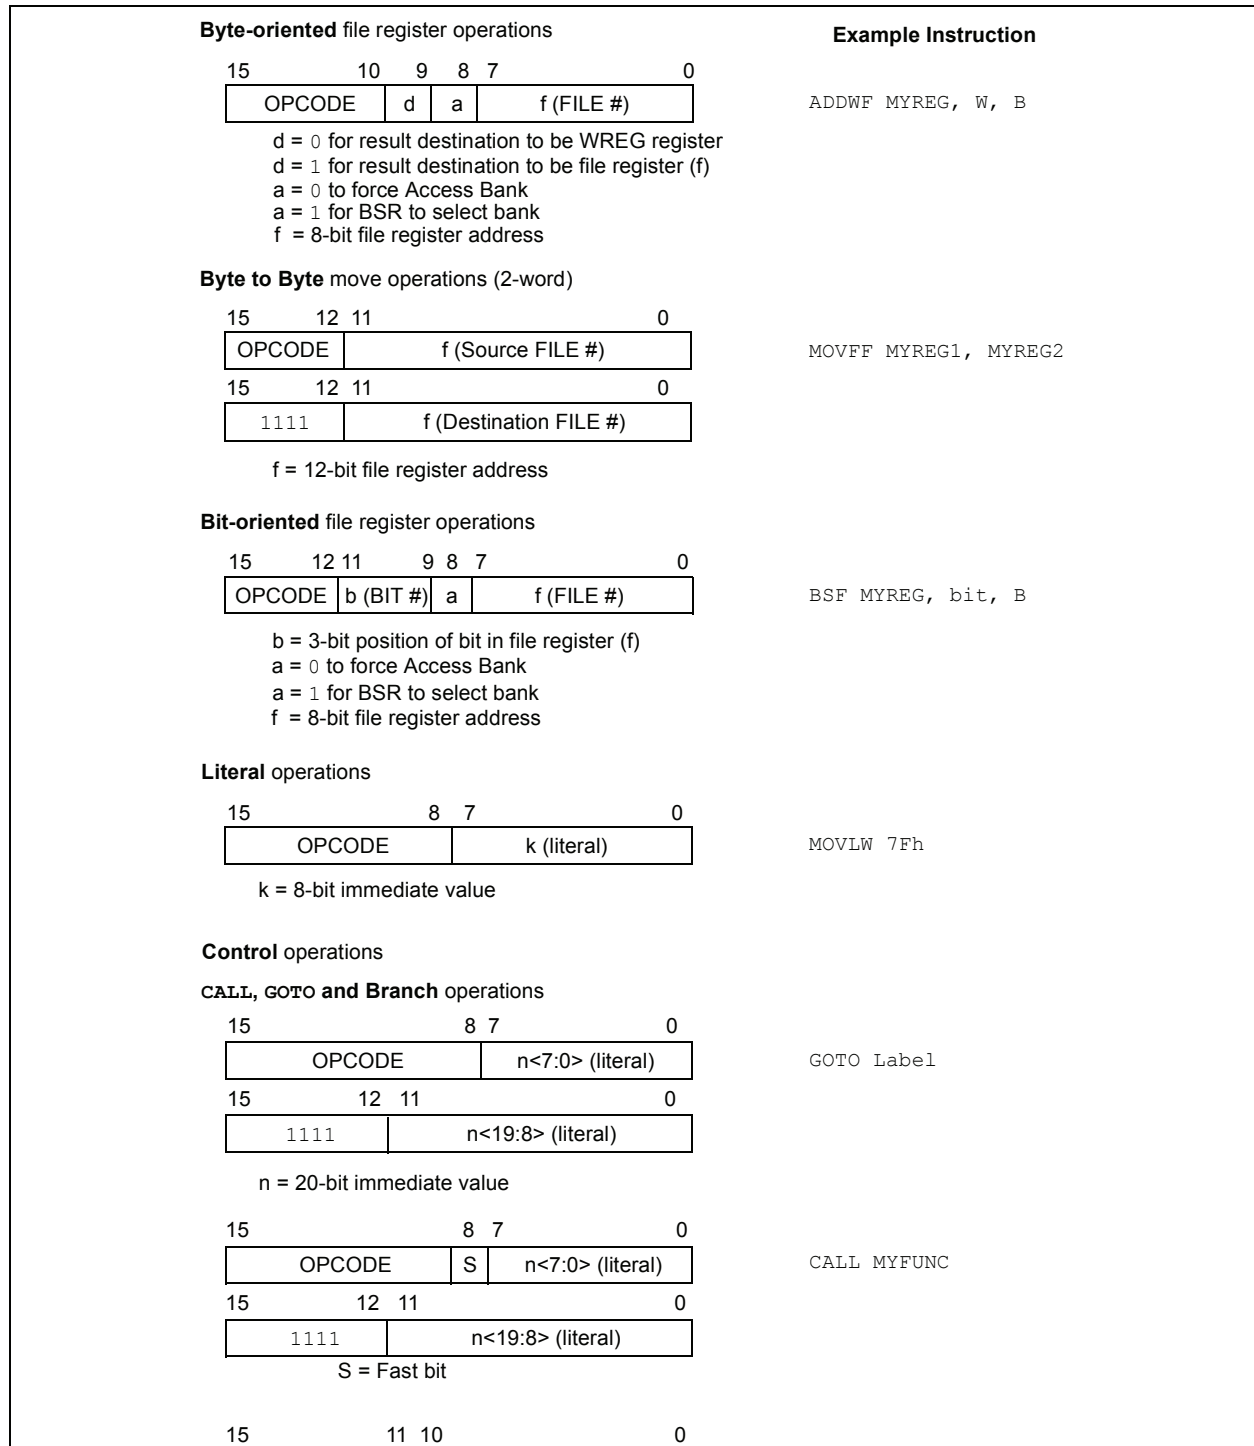 Byte-oriented file register operations
Example Instruction
15 10 9 8 7 0
OPCODE d a f (FILE #)
ADDWF MYREG, W, B
d = 0 for result destination to be WREG register
d = 1 for result destination to be file register (f)
a = 0 to force Access Bank
a = 1 for BSR to select bank
f = 8-bit file register address
Byte to Byte move operations (2-word)
15 12 11 0
OPCODE f (Source FILE #)
MOVFF MYREG1, MYREG2
15 12 11 0
1111 f (Destination FILE #)
f = 12-bit file register address
Bit-oriented file register operations
15 12 11 9 8 7 0
OPCODE b (BIT #) a f (FILE #)
BSF MYREG, bit, B
b = 3-bit position of bit in file register (f)
a = 0 to force Access Bank
a = 1 for BSR to select bank
f = 8-bit file register address
Literal operations
15 8 7 0
OPCODE k (literal)
MOVLW 7Fh
k = 8-bit immediate value
Control operations
CALL, GOTO and Branch operations
15 8 7 0
OPCODE n<7:0> (literal)
GOTO Label
15 12 11 0
1111 n<19:8> (literal)
n = 20-bit immediate value
15 8 7 0
OPCODE S n<7:0> (literal)
CALL MYFUNC
15 12 11 0
1111 n<19:8> (literal)
S = Fast bit
15 11 10 0